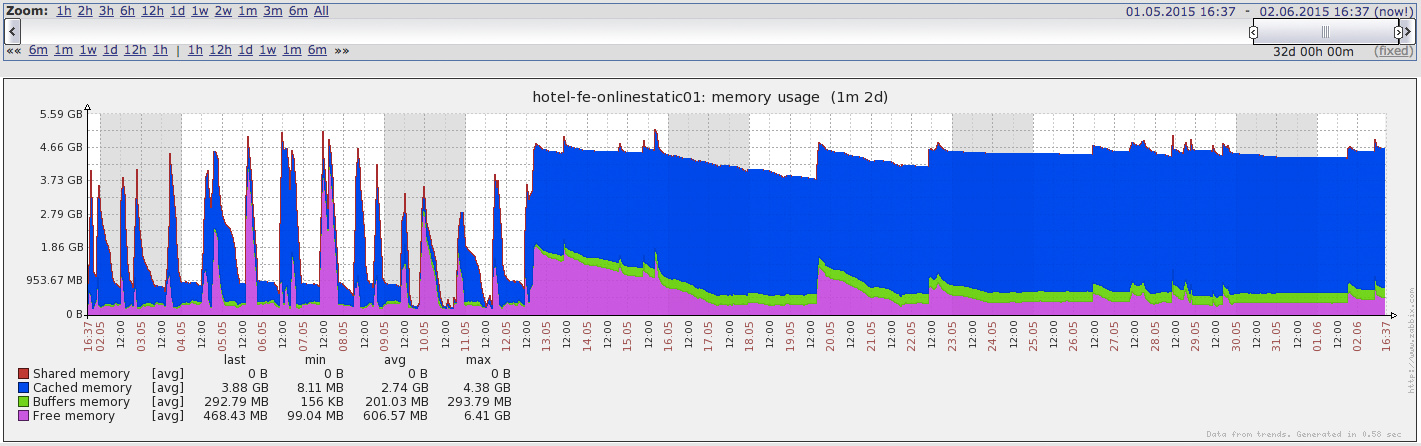 Zoom: 1h 2h 3h 6h 12h 1d 1w 2w 1m 3m 6m All 01.05.2015 16:37 - 02.06.2015 16:37 (now!)
«« 6m 1m 1w 1d 12h 1h | 1h 12h 1d 1w 1m 6m »» 32d 00h 00m (fixed)
hotel-fe-onlinestatic01: memory usage (1m 2d)
5.59 GB
4.66 GB
3.73 GB
2.79 GB
1.86 GB
953.67 MB
0 B
16:37 02.05 12:00 03.05 12:00 04.05 12:00 05.05 12:00 06.05 12:00 07.05 12:00 08.05 12:00 09.05 12:00 10.05 12:00 11.05 12:00 12.05 12:00 13.05 12:00 14.05 12:00 15.05 12:00 16.05 12:00 17.05 12:00 18.05 12:00 19.05 12:00 20.05 12:00 21.05 12:00 22.05 12:00 23.05 12:00 24.05 12:00 25.05 12:00 26.05 12:00 27.05 12:00 28.05 12:00 29.05 12:00 30.05 12:00 31.05 12:00 01.06 12:00 02.06 16:37
last min avg max
Shared memory [avg] 0 B 0 B 0 B 0 B
Cached memory [avg] 3.88 GB 8.11 MB 2.74 GB 4.38 GB
Buffers memory [avg] 292.79 MB 156 KB 201.03 MB 293.79 MB
Free memory [avg] 468.43 MB 99.04 MB 606.57 MB 6.41 GB
http://www.zabbix.com
Data from trends. Generated in 0.58 sec